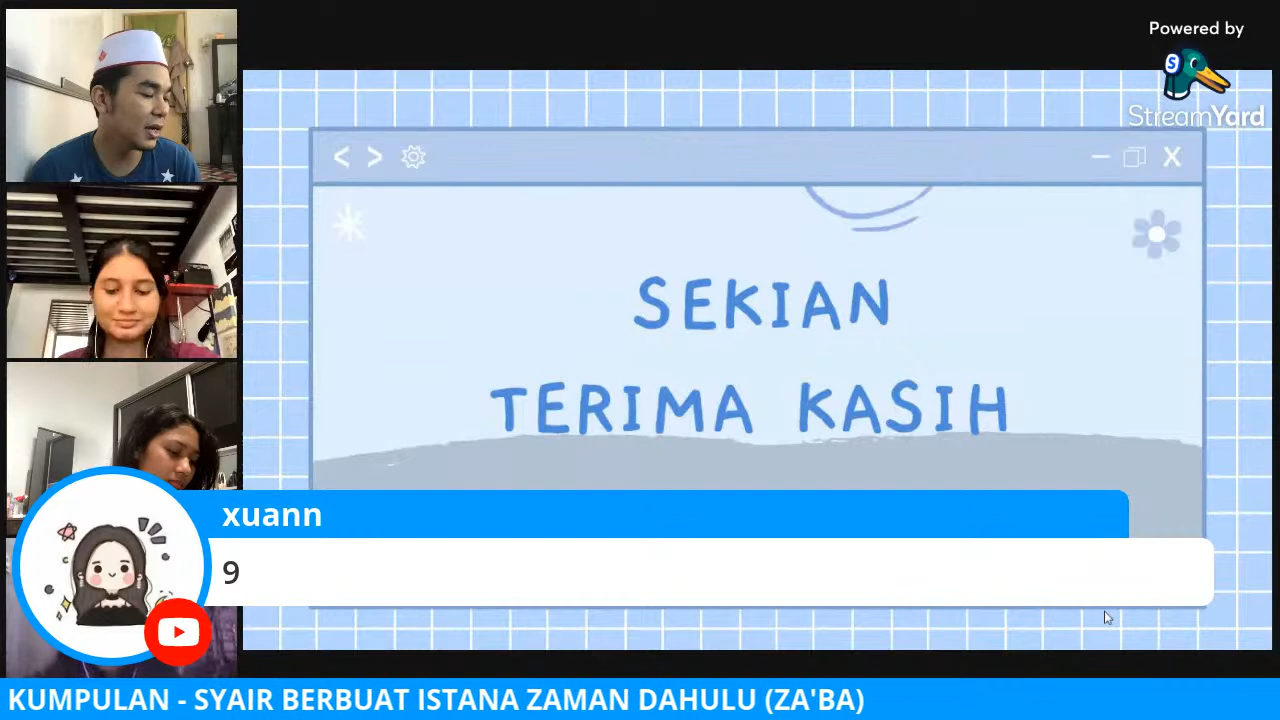 Powered by
StreamYard
SEKIAN
TERIMA KASIH
xuann
9
KUMPULAN - SYAIR BERBUAT ISTANA ZAMAN DAHULU (ZA'BA)